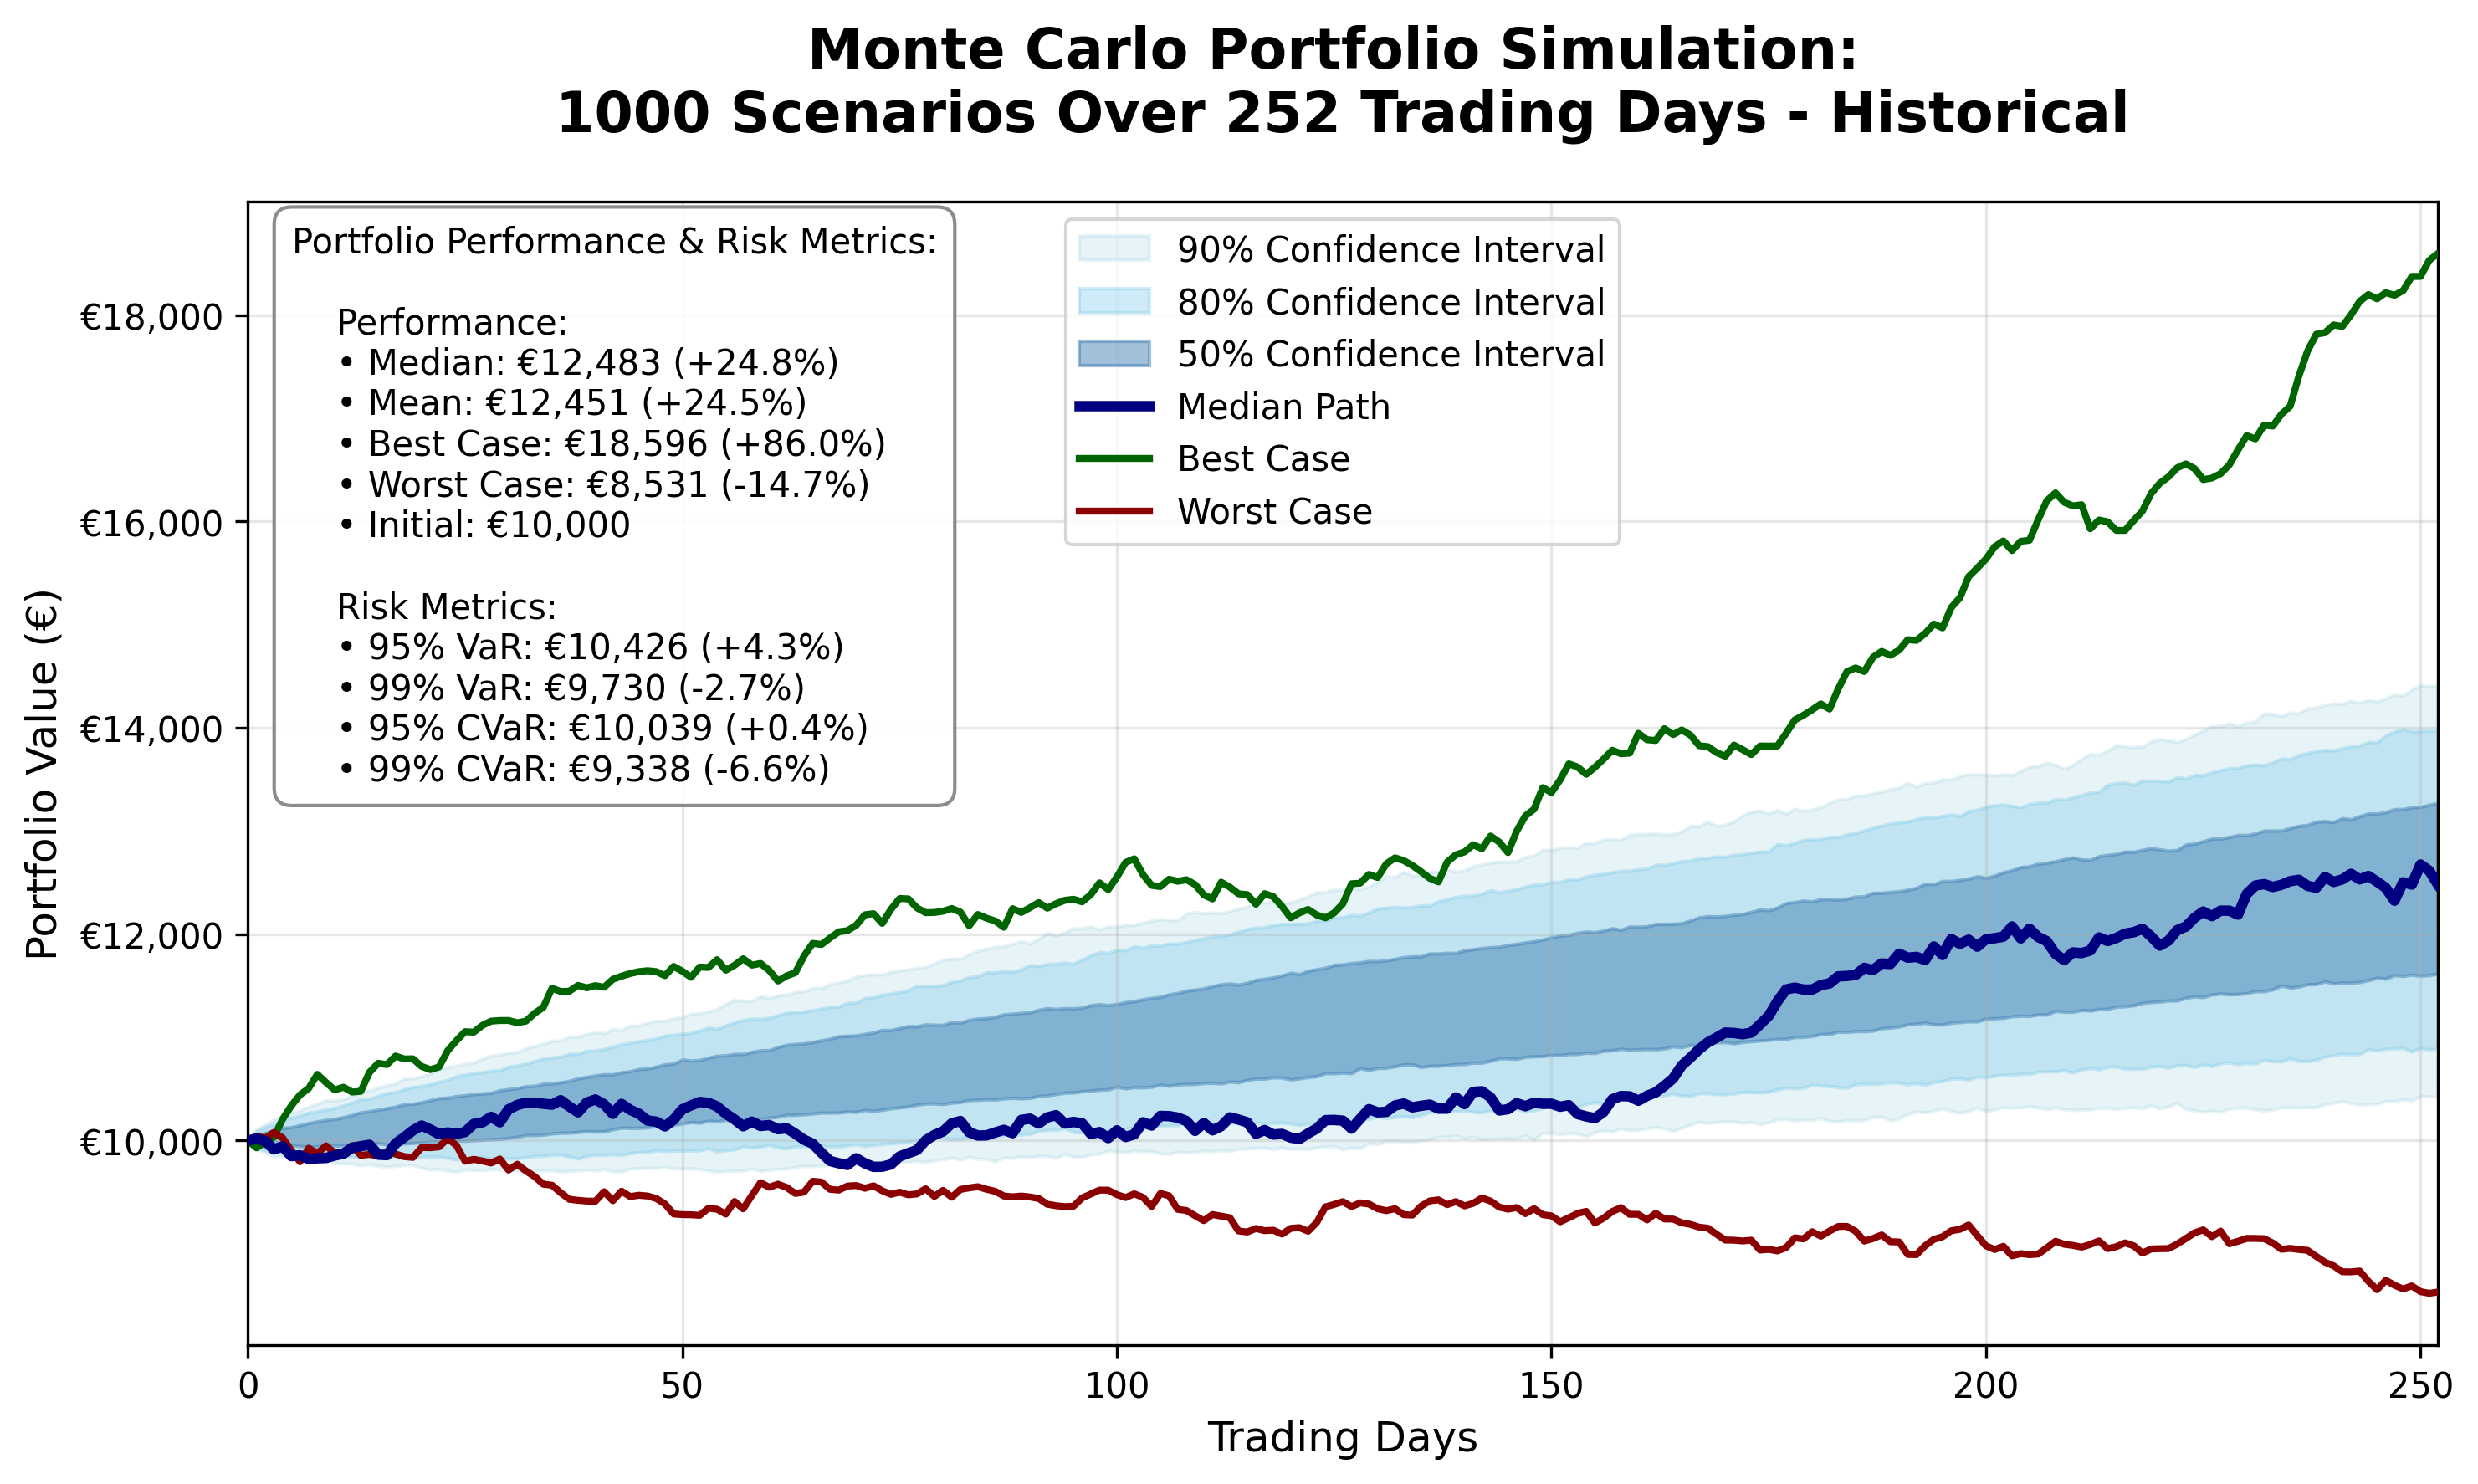 Monte Carlo Portfolio Simulation:
1000 Scenarios Over 252 Trading Days - Historical
Portfolio Performance & Risk Metrics:
Performance:
• Median: €12,483 (+24.8%)
• Mean: €12,451 (+24.5%)
• Best Case: €18,596 (+86.0%)
• Worst Case: €8,531 (-14.7%)
• Initial: €10,000
Risk Metrics:
• 95% VaR: €10,426 (+4.3%)
• 99% VaR: €9,730 (-2.7%)
• 95% CVaR: €10,039 (+0.4%)
• 99% CVaR: €9,338 (-6.6%)
90% Confidence Interval
80% Confidence Interval
50% Confidence Interval
Median Path
Best Case
Worst Case
Portfolio Value (€)
€18,000
€16,000
€14,000
€12,000
€10,000
0
50
100
150
200
250
Trading Days